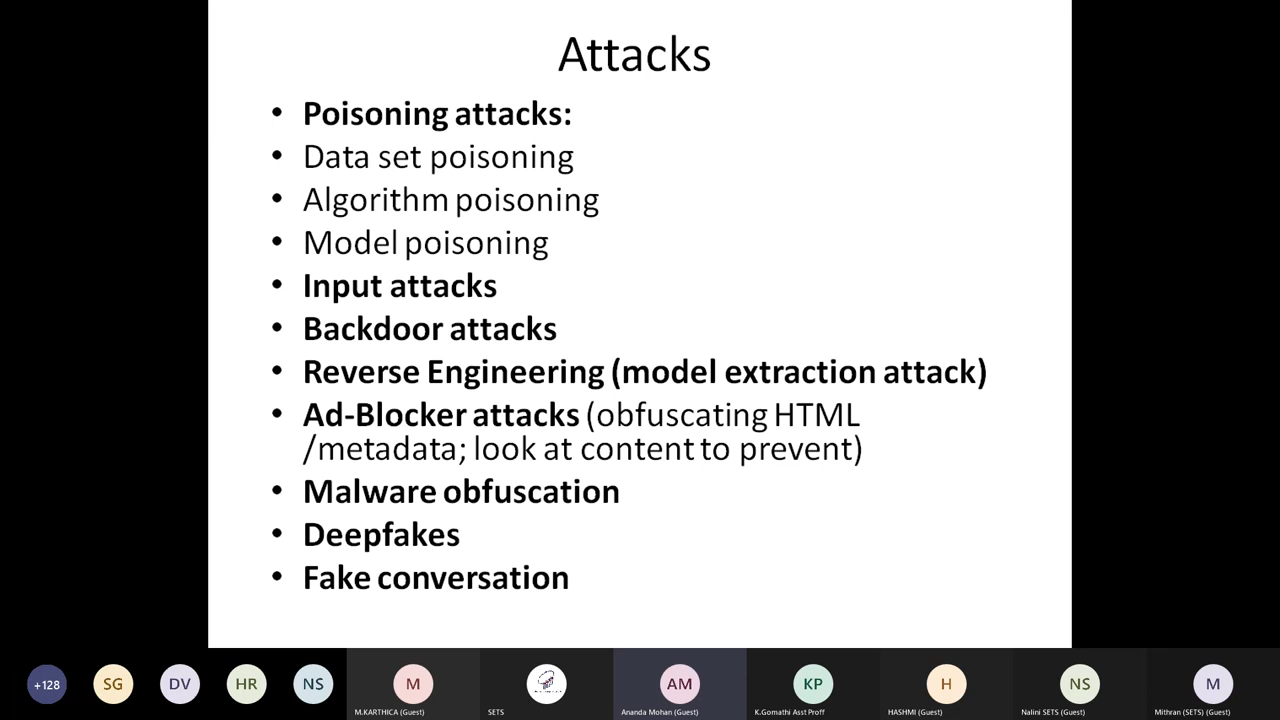 Attacks
• Poisoning attacks:
• Data set poisoning
• Algorithm poisoning
• Model poisoning
• Input attacks
• Backdoor attacks
• Reverse Engineering (model extraction attack)
• Ad-Blocker attacks (obfuscating HTML
/metadata; look at content to prevent)
• Malware obfuscation
• Deepfakes
• Fake conversation
+128 SG DV HR NS M AM KP H NS M
M.KARTHICA (Guest) SETS Ananda Mohan (Guest) K.Gomathi Asst Proff HASHMI (Guest) Nalini SETS (Guest) Mithran (SETS) (Guest)